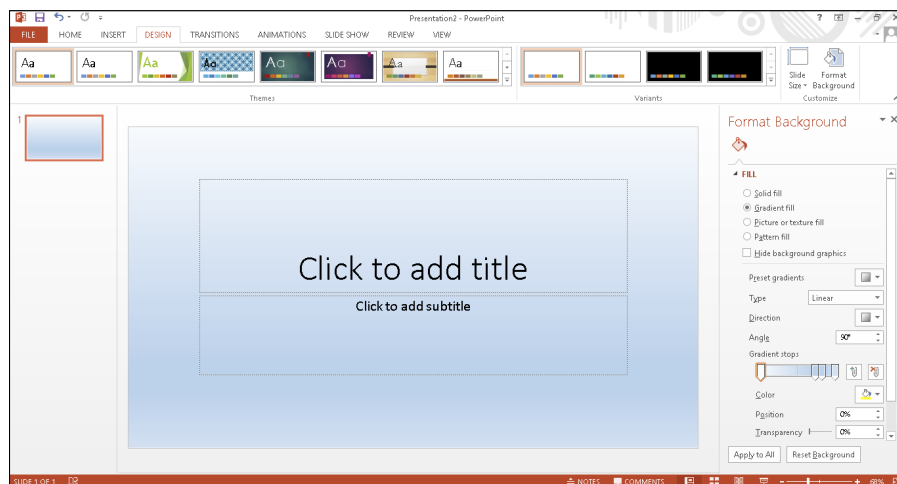 Presentation2 - PowerPoint
FILE HOME INSERT DESIGN TRANSITIONS ANIMATIONS SLIDE SHOW REVIEW VIEW
Aa Aa Aa Aa Aa Aa Aa Aa
Slide Size Format Background
Themes Variants Customize
1
Format Background
FILL
Solid fill
Gradient fill
Picture or texture fill
Pattern fill
Hide background graphics
Click to add title
Click to add subtitle
Preset gradients
Type Linear
Direction
Angle 90°
Gradient stops
Color
Position 0%
Transparency 0%
Apply to All Reset Background
SLIDE 1 OF 1 NOTES COMMENTS 68%